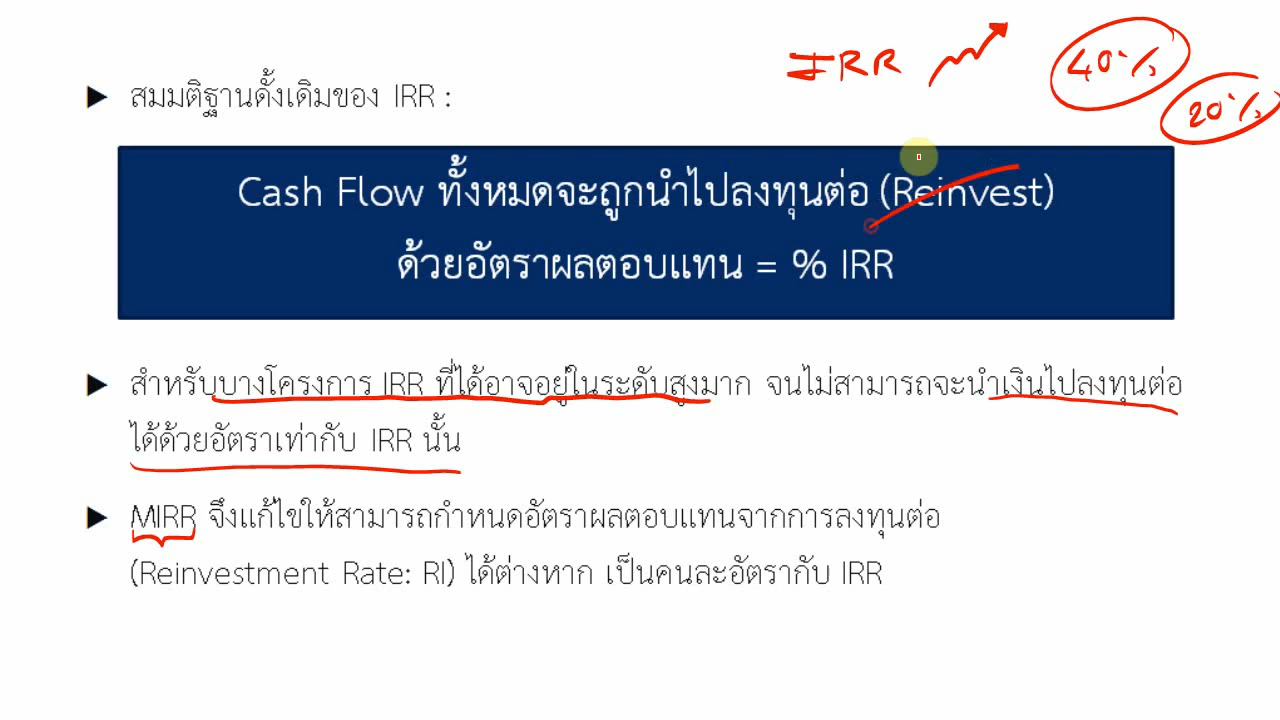 IRR 40%
20%
สมมติฐานดั้งเดิมของ IRR :
Cash Flow ทั้งหมดจะถูกนำไปลงทุนต่อ (Reinvest)
ด้วยอัตราผลตอบแทน = % IRR
สำหรับบางโครงการ IRR ที่ได้อาจอยู่ในระดับสูงมาก จนไม่สามารถจะนำเงินไปลงทุนต่อ
ได้ด้วยอัตราเท่ากับ IRR นั้น
MIRR จึงแก้ไขให้สามารถกำหนดอัตราผลตอบแทนจากการลงทุนต่อ
(Reinvestment Rate: RI) ได้ต่างหาก เป็นคนละอัตรากับ IRR